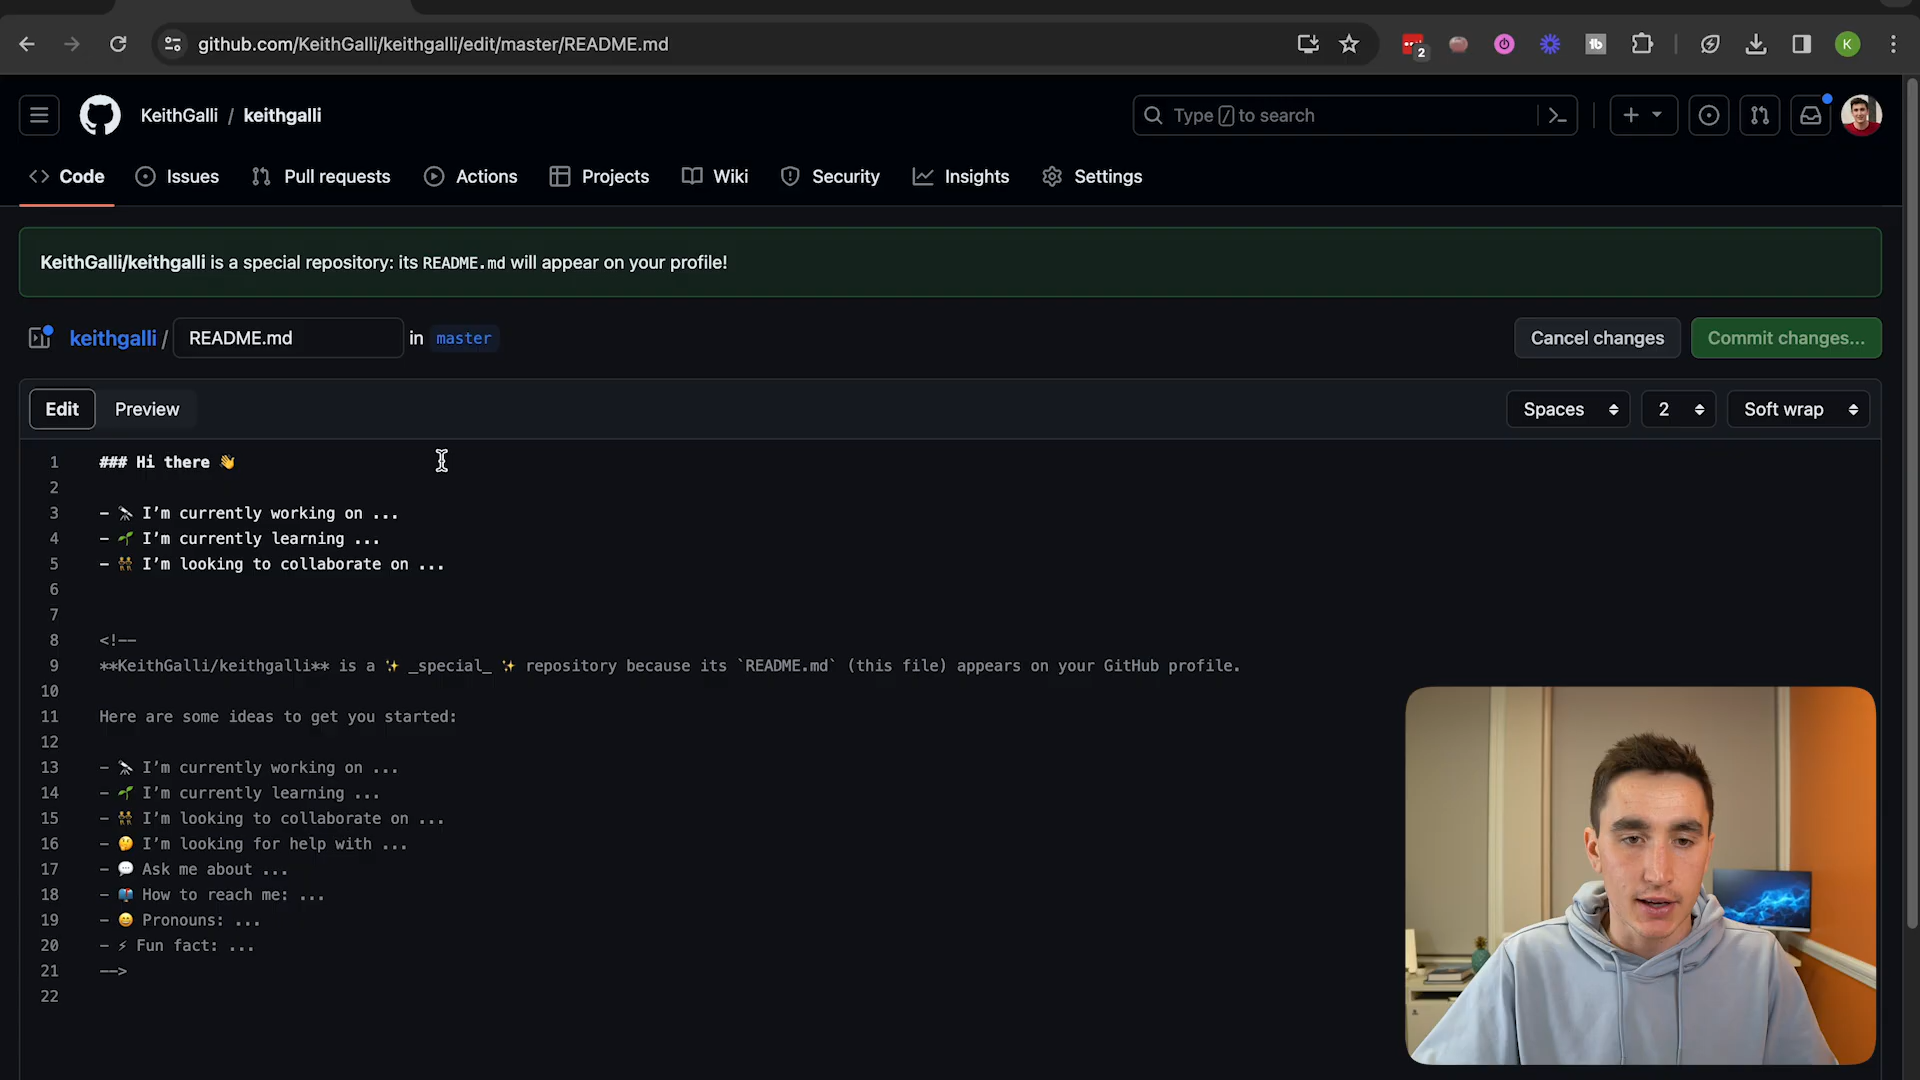 github.com/KeithGalli/keithgalli/edit/master/README.md
2
tb
K
KeithGalli / keithgalli
Type / to search
Code
Issues
Pull requests
Actions
Projects
Wiki
Security
Insights
Settings
KeithGalli/keithgalli is a special repository: its README.md will appear on your profile!
keithgalli / README.md in master
Cancel changes
Commit changes...
Edit
Preview
Spaces
2
Soft wrap
1 ### Hi there 👋
2
3 - 🔭 I’m currently working on ...
4 - 🌱 I’m currently learning ...
5 - 👯 I’m looking to collaborate on ...
6
7
8 <!--
9 **KeithGalli/keithgalli** is a ✨ _special_ ✨ repository because its `README.md` (this file) appears on your GitHub profile.
10
11 Here are some ideas to get you started:
12
13 - 🔭 I’m currently working on ...
14 - 🌱 I’m currently learning ...
15 - 👯 I’m looking to collaborate on ...
16 - 🤔 I’m looking for help with ...
17 - 💬 Ask me about ...
18 - 📫 How to reach me: ...
19 - 😄 Pronouns: ...
20 - ⚡ Fun fact: ...
21 -->
22